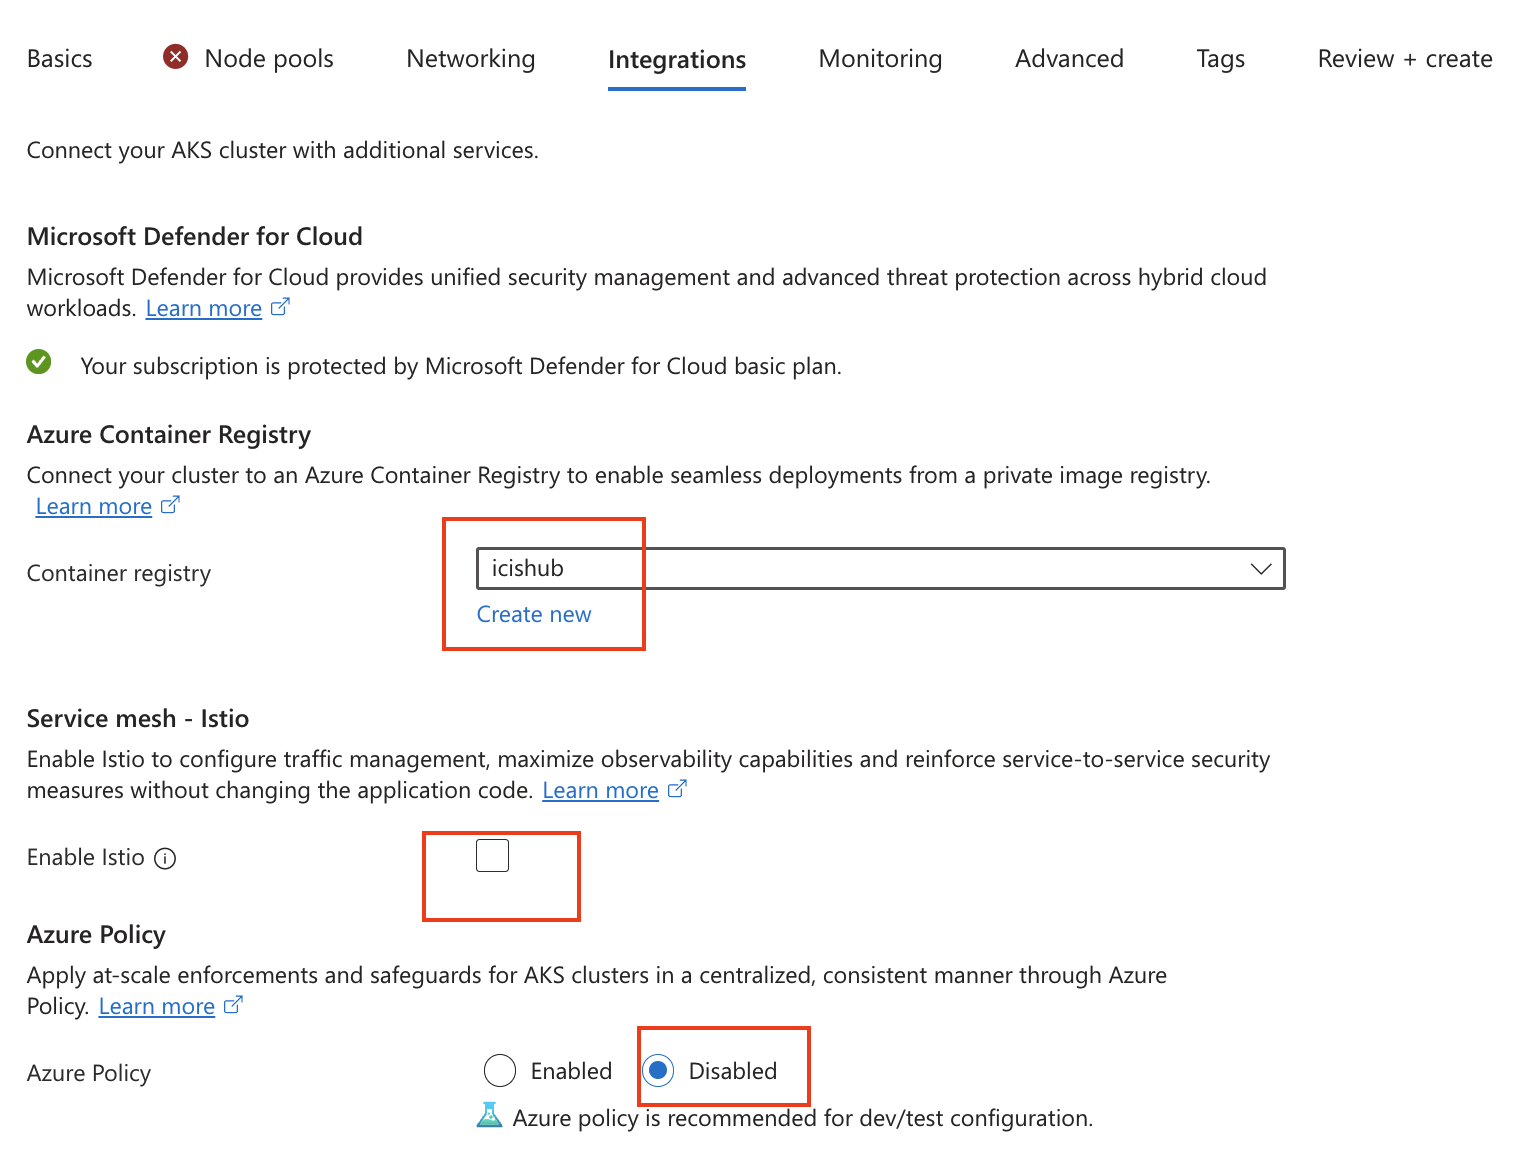 Basics Node pools Networking Integrations Monitoring Advanced Tags Review + create
Connect your AKS cluster with additional services.
Microsoft Defender for Cloud
Microsoft Defender for Cloud provides unified security management and advanced threat protection across hybrid cloud
workloads. Learn more
Your subscription is protected by Microsoft Defender for Cloud basic plan.
Azure Container Registry
Connect your cluster to an Azure Container Registry to enable seamless deployments from a private image registry.
Learn more
Container registry icishub
Create new
Service mesh - Istio
Enable Istio to configure traffic management, maximize observability capabilities and reinforce service-to-service security
measures without changing the application code. Learn more
Enable Istio
Azure Policy
Apply at-scale enforcements and safeguards for AKS clusters in a centralized, consistent manner through Azure
Policy. Learn more
Azure Policy Enabled Disabled
Azure policy is recommended for dev/test configuration.